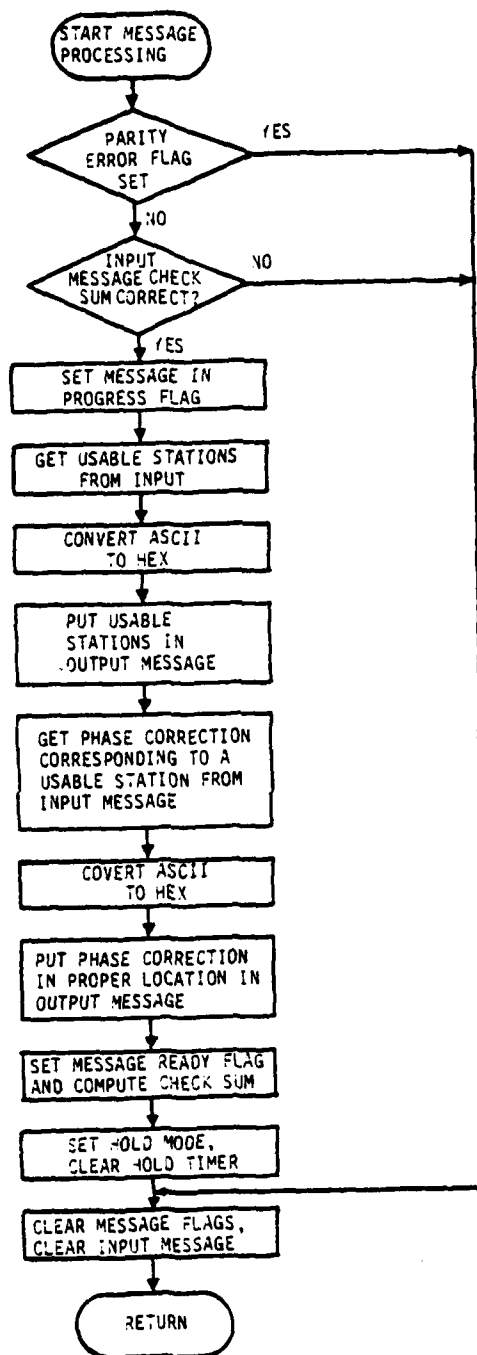 START MESSAGE
PROCESSING
PARITY
ERROR FLAG
SET
YES
NO
INPUT
MESSAGE CHECK
SUM CORRECT?
NO
YES
SET MESSAGE IN
PROGRESS FLAG
GET USABLE STATIONS
FROM INPUT
CONVERT ASCII
TO HEX
PUT USABLE
STATIONS IN
OUTPUT MESSAGE
GET PHASE CORRECTION
CORRESPONDING TO A
USABLE STATION FROM
INPUT MESSAGE
COVERT ASCII
TO HEX
PUT PHASE CORRECTION
IN PROPER LOCATION IN
OUTPUT MESSAGE
SET MESSAGE READY FLAG
AND COMPUTE CHECK SUM
SET HOLD MODE,
CLEAR HOLD TIMER
CLEAR MESSAGE FLAGS,
CLEAR INPUT MESSAGE
RETURN